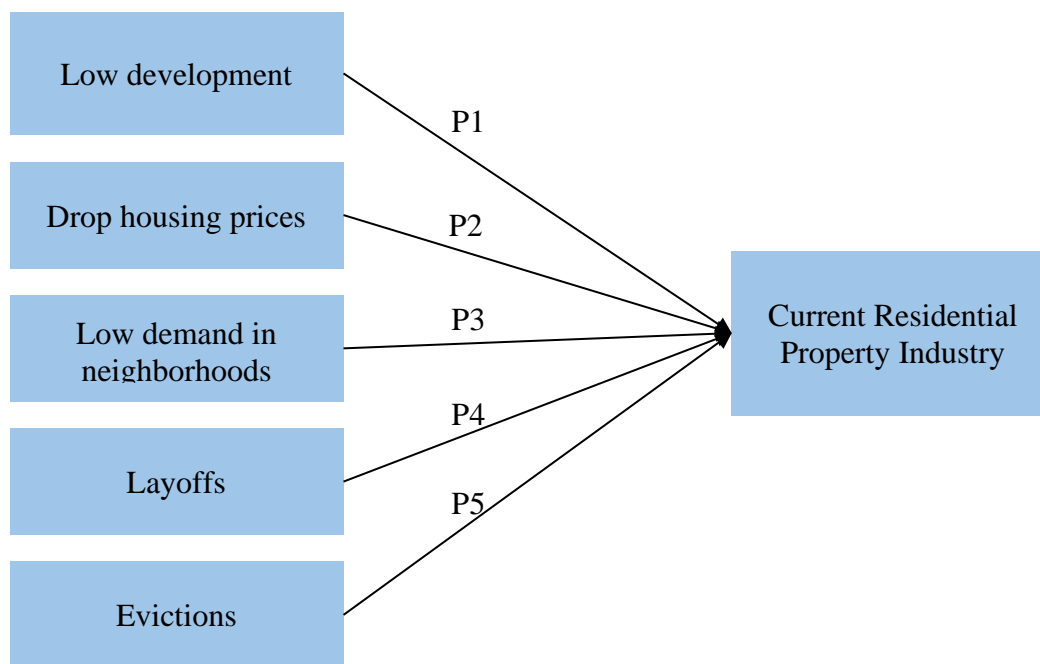 Low development
P1
Drop housing prices
P2
Low demand in
neighborhoods
P3
Layoffs
P4
Evictions
P5
Current Residential
Property Industry